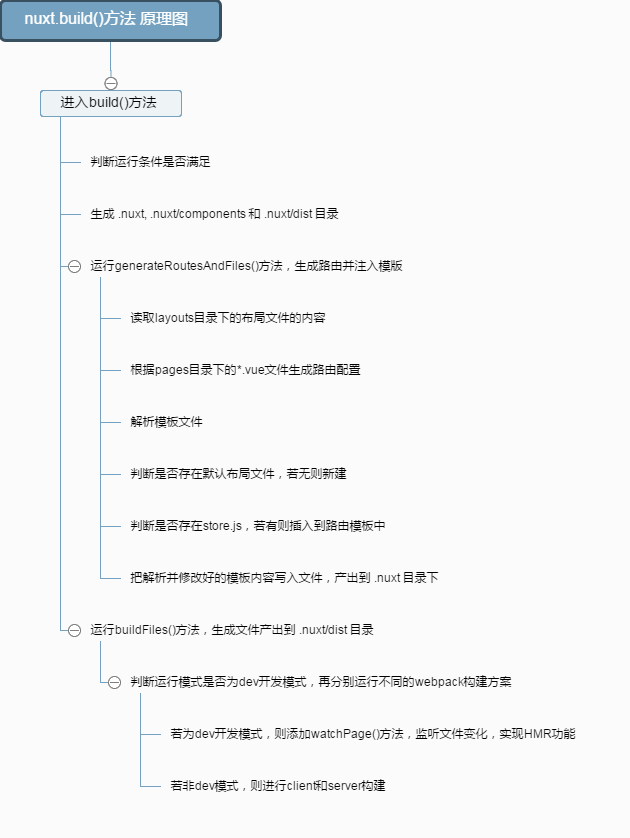 nuxt.build()方法 原理图
进入build()方法
判断运行条件是否满足
生成 .nuxt, .nuxt/components 和 .nuxt/dist 目录
运行generateRoutesAndFiles()方法，生成路由并注入模版
读取layouts目录下的布局文件的内容
根据pages目录下的*.vue文件生成路由配置
解析模板文件
判断是否存在默认布局文件，若无则新建
判断是否存在store.js，若有则插入到路由模板中
把解析并修改好的模板内容写入文件，产出到 .nuxt 目录下
运行buildFiles()方法，生成文件产出到 .nuxt/dist 目录
判断运行模式是否为dev开发模式，再分别运行不同的webpack构建方案
若为dev开发模式，则添加watchPage()方法，监听文件变化，实现HMR功能
若非dev模式，则进行client和server构建